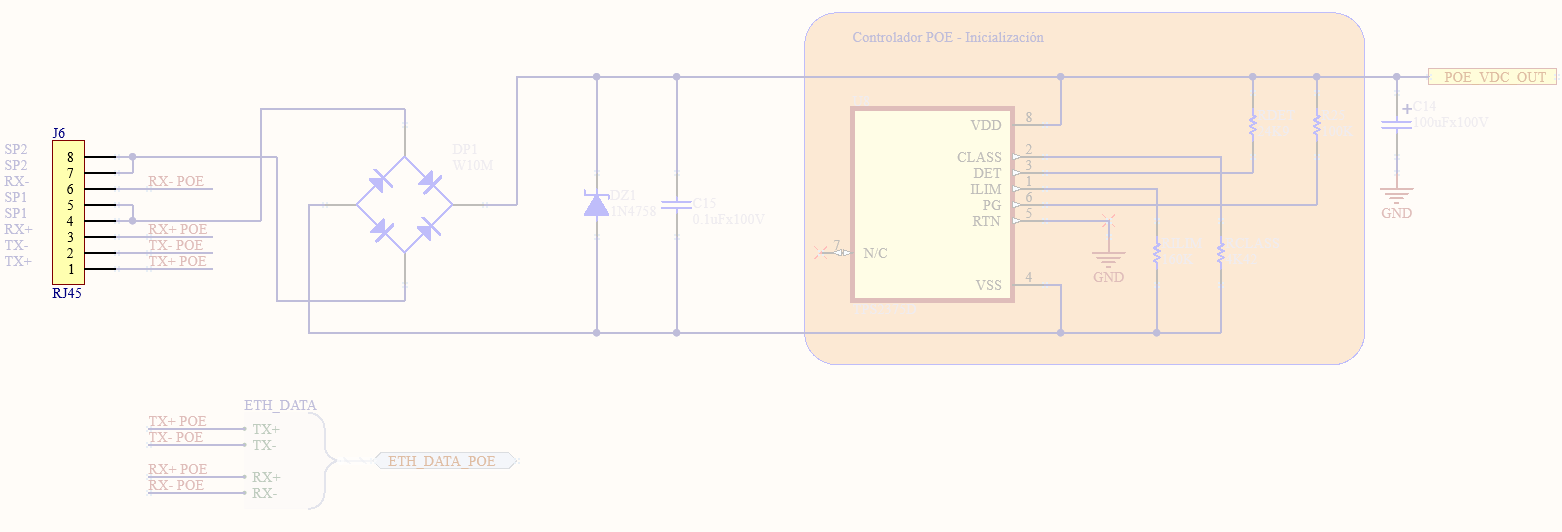 Controlador POE - Inicialización
POE_VDC_OUT
C14
100uFx100V
GND
J6
SP2 8
SP2 7
RX- 6 RX- POE
SP1 5
SP1 4
RX+ 3 RX+ POE
TX- 2 TX- POE
TX+ 1 TX+ POE
RJ45
DP1
W10M
DZ1
1N4758
C15
0.1uFx100V
VDD 8
CLASS 2
DET 3
ILIM 1
PG 6
RTN 5
7 N/C
VSS 4
GND
ETH_DATA
TX+ POE TX+
TX- POE TX-
RX+ POE RX+
RX- POE RX-
ETH_DATA_POE